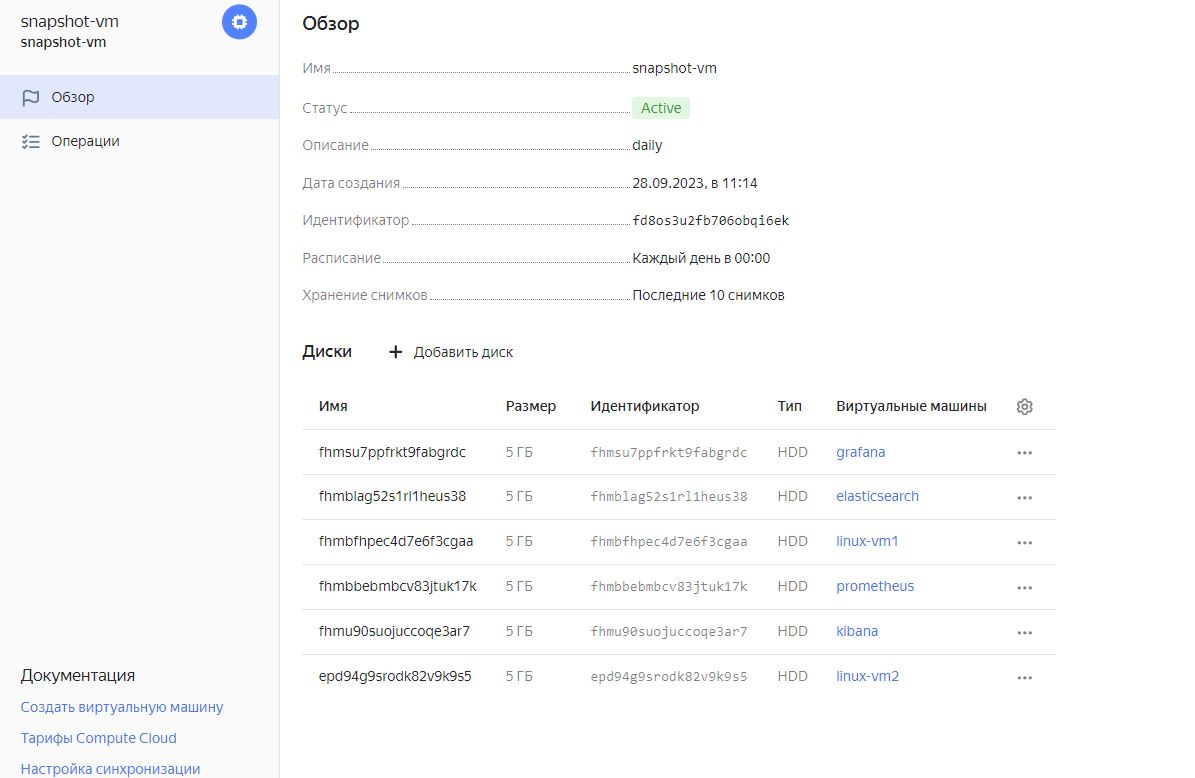 snapshot-vm
snapshot-vm
Обзор
Операции
Документация
Создать виртуальную машину
Тарифы Compute Cloud
Настройка синхронизации
Обзор
Имя snapshot-vm
Статус Active
Описание daily
Дата создания 28.09.2023, в 11:14
Идентификатор fd8os3u2fb706obqi6ek
Расписание Каждый день в 00:00
Хранение снимков Последние 10 снимков
Диски + Добавить диск
Имя Размер Идентификатор Тип Виртуальные машины
fhmsu7ppfrkt9fabgrdc 5 ГБ fhmsu7ppfrkt9fabgrdc HDD grafana
fhmblag52s1rl1heus38 5 ГБ fhmblag52s1rl1heus38 HDD elasticsearch
fhmbfhpec4d7e6f3cgaa 5 ГБ fhmbfhpec4d7e6f3cgaa HDD linux-vm1
fhmbbebmbcv83jtuk17k 5 ГБ fhmbbebmbcv83jtuk17k HDD prometheus
fhmu90suojuccoqe3ar7 5 ГБ fhmu90suojuccoqe3ar7 HDD kibana
epd94g9srodk82v9k9s5 5 ГБ epd94g9srodk82v9k9s5 HDD linux-vm2